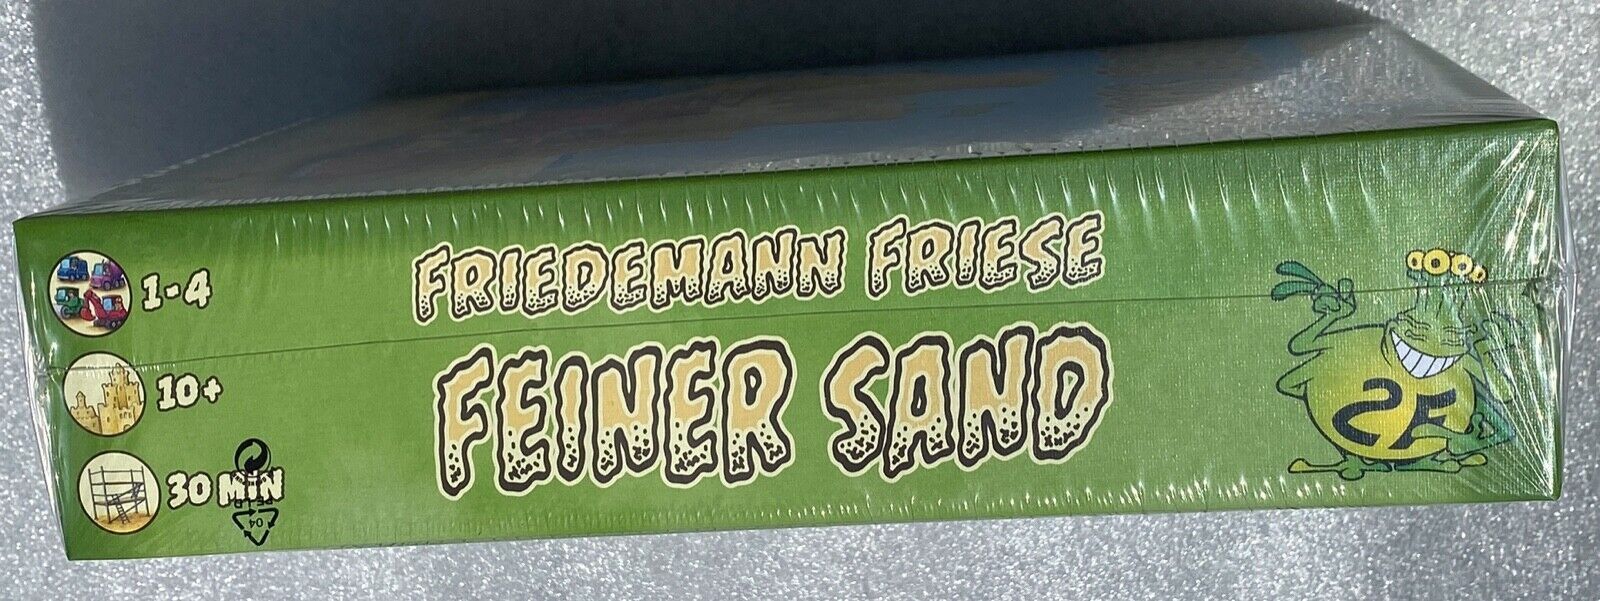 FRIEDEMANN FRIESE
FEINER SAND
1-4
10+
30 MIN
04
2F